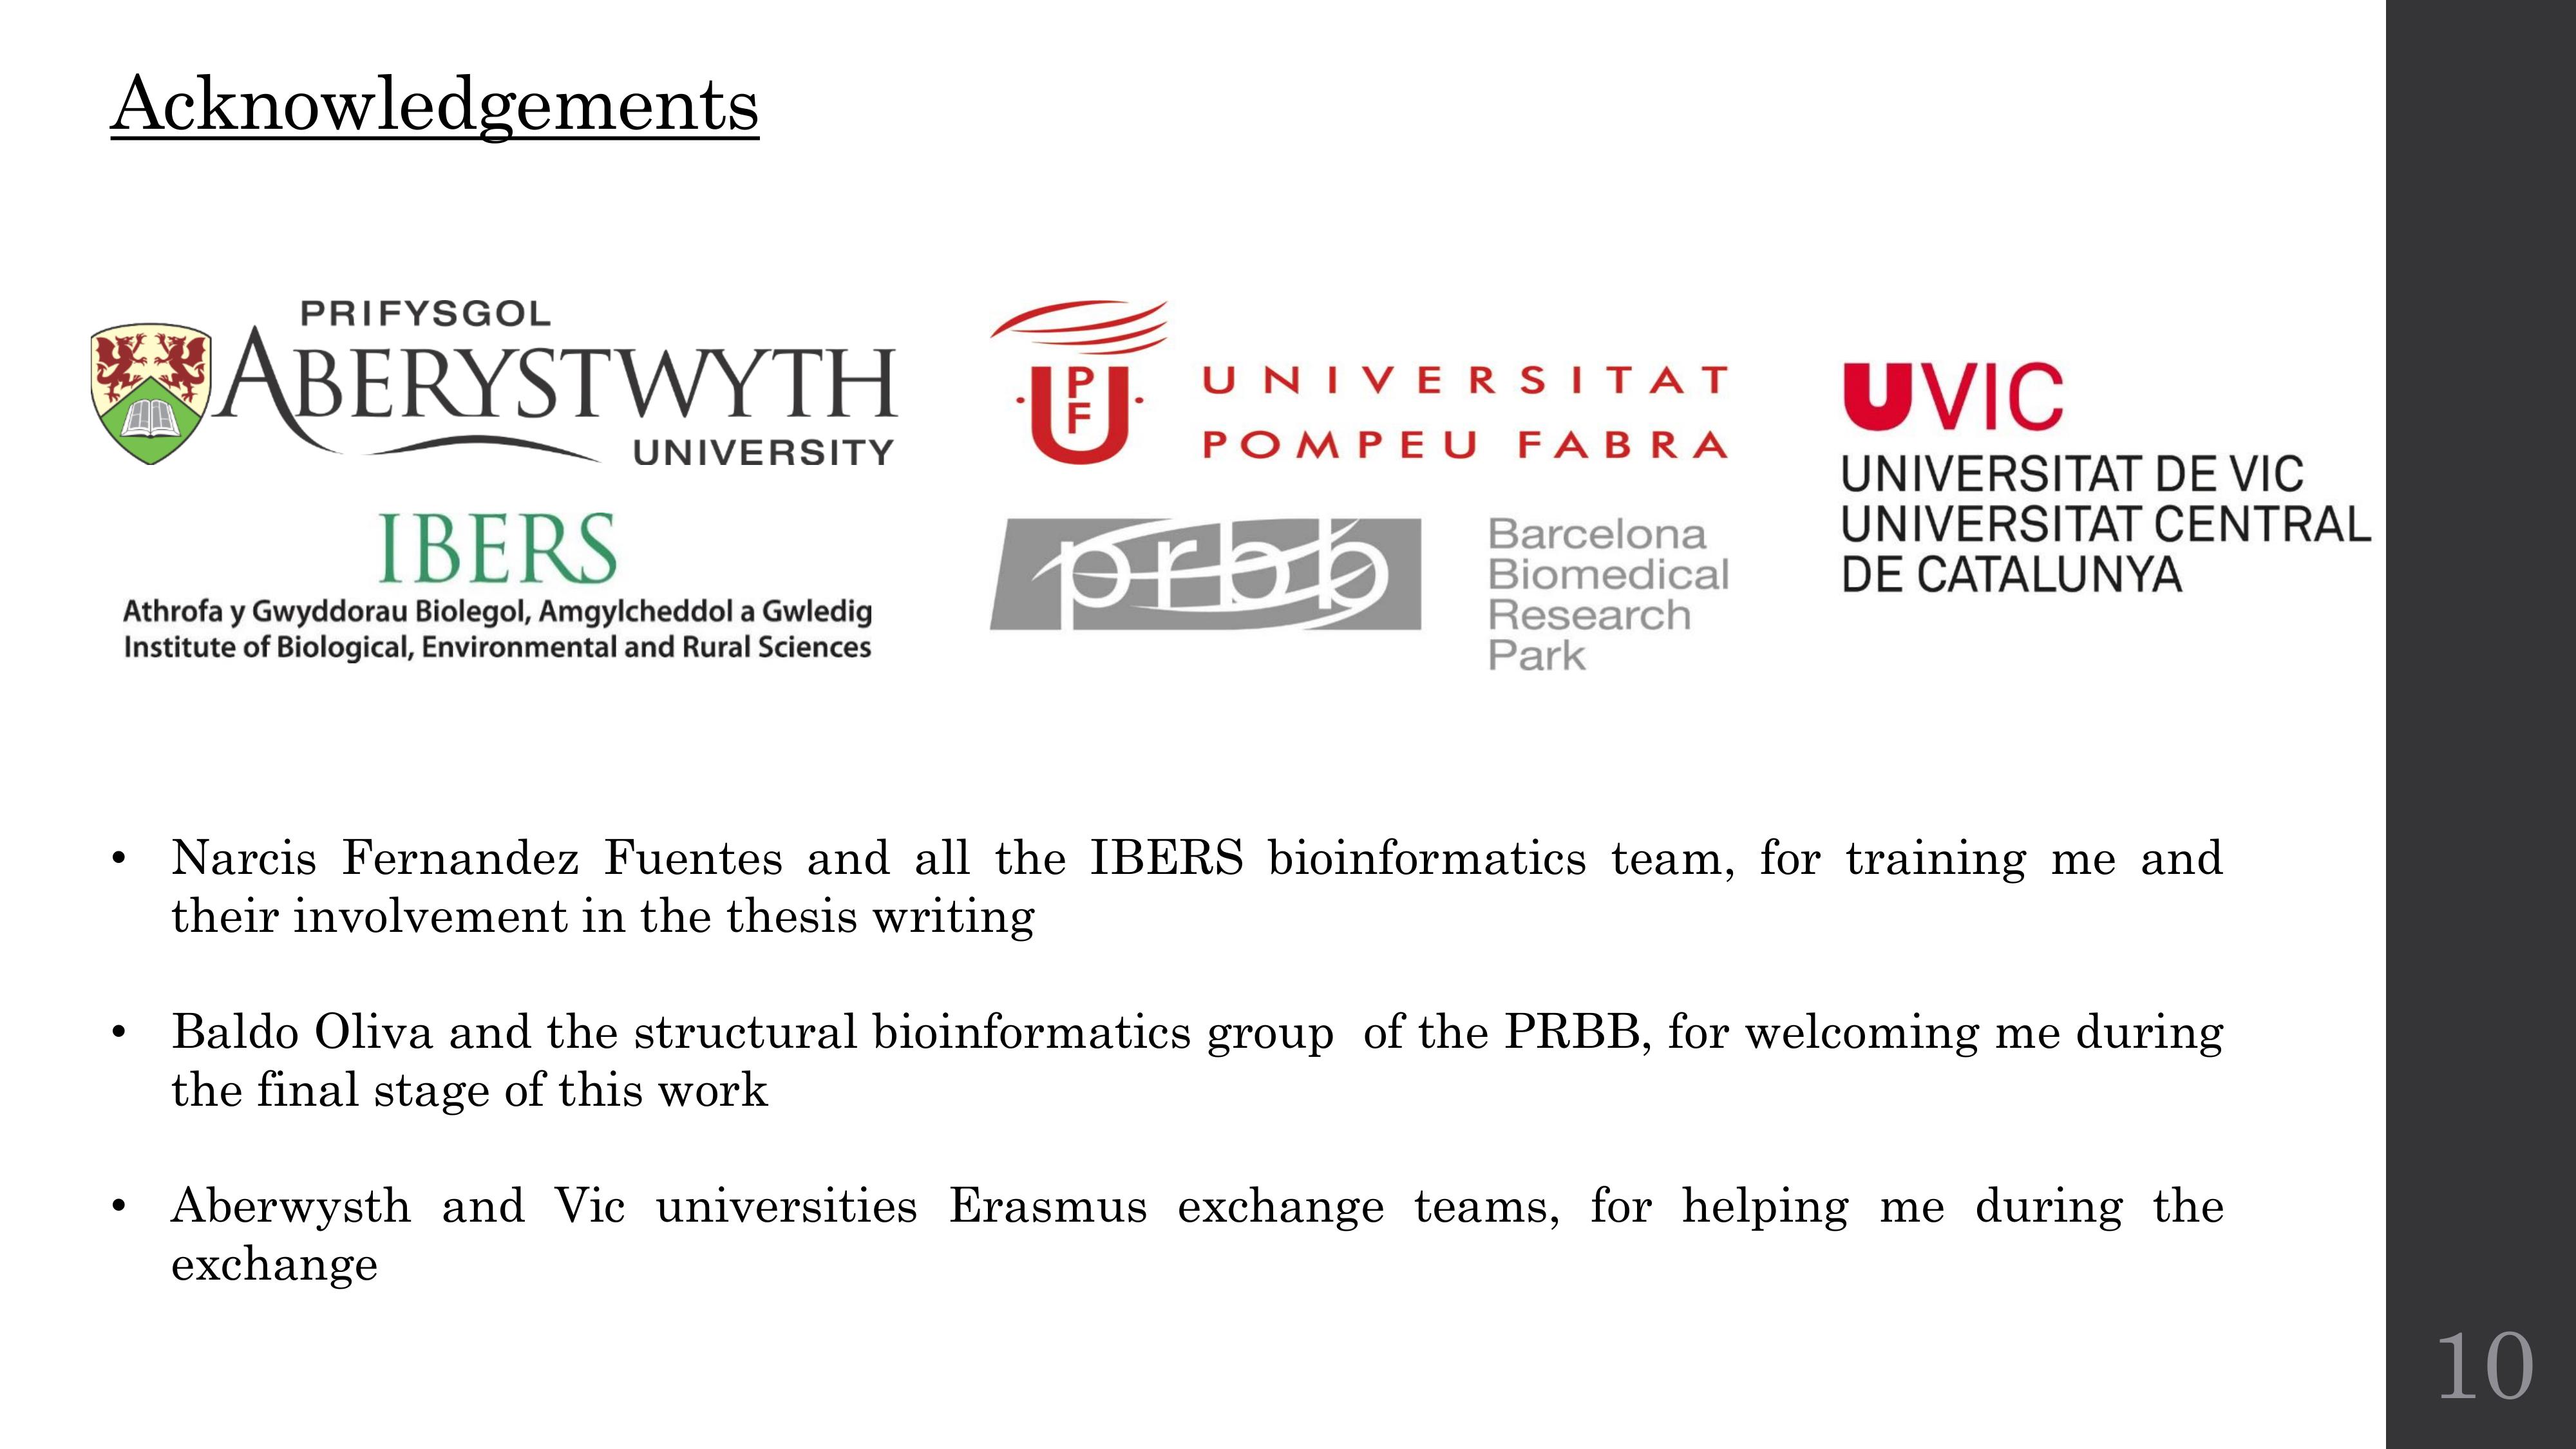 Acknowledgements
PRIFYSGOL
ABERYSTWYTH
UNIVERSITY
IBERS
Athrofa y Gwyddorau Biolegol, Amgylcheddol a Gwledig
Institute of Biological, Environmental and Rural Sciences
UPF
UNIVERSITAT
POMPEU FABRA
prbb
Barcelona
Biomedical
Research
Park
UVIC
UNIVERSITAT DE VIC
UNIVERSITAT CENTRAL
DE CATALUNYA
• Narcis Fernandez Fuentes and all the IBERS bioinformatics team, for training me and
their involvement in the thesis writing
• Baldo Oliva and the structural bioinformatics group of the PRBB, for welcoming me during
the final stage of this work
• Aberwysth and Vic universities Erasmus exchange teams, for helping me during the
exchange
10